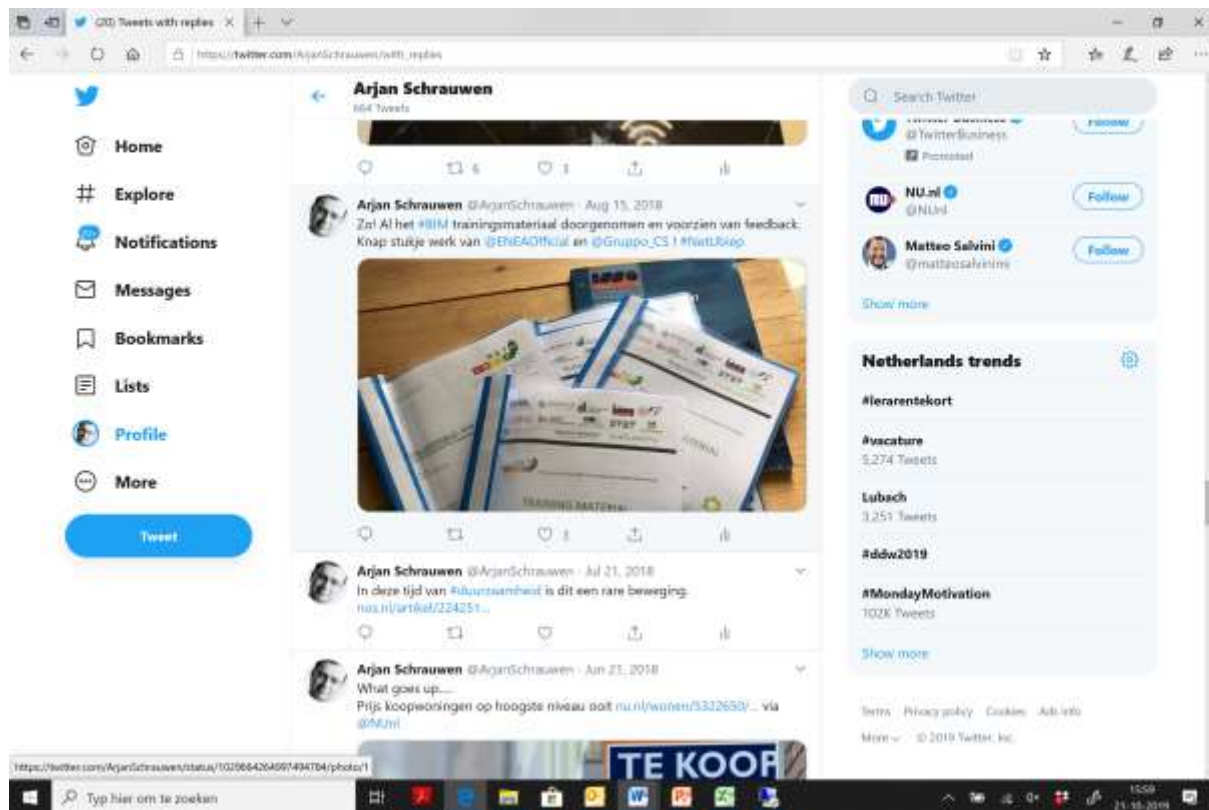 (20) Tweets with replies
https://twitter.com/ArjanSchrauwen/with_replies
Home
Explore
Notifications
Messages
Bookmarks
Lists
Profile
More
Tweet
Arjan Schrauwen
664 Tweets
6
1
Arjan Schrauwen @ArjanSchrauwen · Aug 15, 2018
Zo! Al het #BIM trainingsmateriaal doorgenomen en voorzien van feedback.
Knap stukje werk van @ENEAOfficial en @Gruppo_CS ! #NetUbiep
TRAINING MATERIAL
Arjan Schrauwen @ArjanSchrauwen · Jul 21, 2018
In deze tijd van #duurzaamheid is dit een rare beweging.
nos.nl/artikel/224251...
Arjan Schrauwen @ArjanSchrauwen · Jun 21, 2018
What goes up....
Prijs koopwoningen op hoogste niveau ooit nu.nl/wonen/5322650/... via
@NUnl
TE KOOP
Search Twitter
Twitter Business
@TwitterBusiness
Promoted
Follow
NU.nl
@NUnl
Follow
Matteo Salvini
@matteosalvinimi
Follow
Show more
Netherlands trends
#lerarentekort
#vacature
5,274 Tweets
Lubach
3,251 Tweets
#ddw2019
#MondayMotivation
102K Tweets
Show more
Terms Privacy policy Cookies Ads info
More © 2019 Twitter, Inc.
Typ hier om te zoeken
15:59